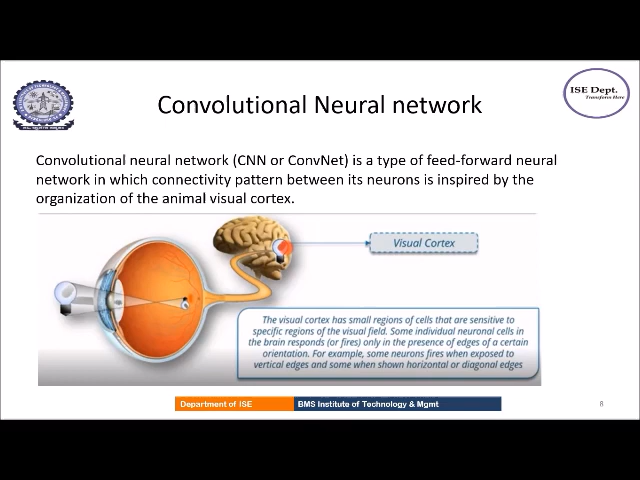 ISE Dept.
Transform Here
Convolutional Neural network
Convolutional neural network (CNN or ConvNet) is a type of feed-forward neural
network in which connectivity pattern between its neurons is inspired by the
organization of the animal visual cortex.
Visual Cortex
The visual cortex has small regions of cells that are sensitive to
specific regions of the visual field. Some individual neuronal cells in
the brain responds (or fires) only in the presence of edges of a certain
orientation. For example, some neurons fires when exposed to
vertical edges and some when shown horizontal or diagonal edges
Department of ISE
BMS Institute of Technology & Mgmt
8